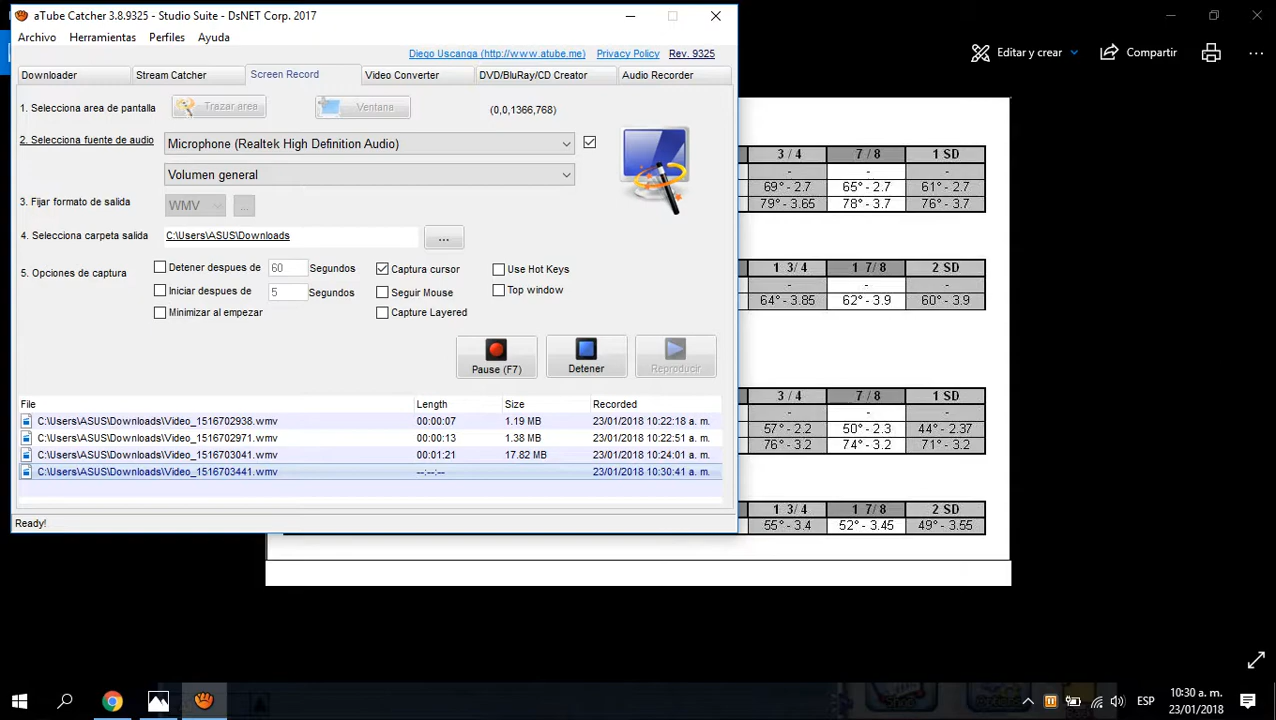 aTube Catcher 3.8.9325 - Studio Suite - DsNET Corp. 2017
Archivo Herramientas Perfiles Ayuda
Diego Uscanga (http://www.atube.me) Privacy Policy Rev. 9325
Downloader Stream Catcher Screen Record Video Converter DVD/BluRay/CD Creator Audio Recorder
1. Selecciona area de pantalla Trazar area Ventana (0,0,1366,768)
2. Selecciona fuente de audio Microphone (Realtek High Definition Audio)
Volumen general
3. Fijar formato de salida WMV ...
4. Selecciona carpeta salida C:\Users\ASUS\Downloads ...
5. Opciones de captura Detener despues de 60 Segundos Captura cursor Use Hot Keys
Iniciar despues de 5 Segundos Seguir Mouse Top window
Minimizar al empezar Capture Layered
Pause (F7) Detener Reproducir
File Length Size Recorded
C:\Users\ASUS\Downloads\Video_1516702938.wmv 00:00:07 1.19 MB 23/01/2018 10:22:18 a. m.
C:\Users\ASUS\Downloads\Video_1516702971.wmv 00:00:13 1.38 MB 23/01/2018 10:22:51 a. m.
C:\Users\ASUS\Downloads\Video_1516703041.wmv 00:01:21 17.82 MB 23/01/2018 10:24:01 a. m.
C:\Users\ASUS\Downloads\Video_1516703441.wmv --:--:-- 23/01/2018 10:30:41 a. m.
Ready!
Editar y crear Compartir ...
3 / 4 7 / 8 1 SD
- - -
69° - 2.7 65° - 2.7 61° - 2.7
79° - 3.65 78° - 3.7 76° - 3.7
1 3/ 4 1 7/ 8 2 SD
- - -
64° - 3.85 62° - 3.9 60° - 3.9
3 / 4 7 / 8 1 SD
- - -
57° - 2.2 50° - 2.3 44° - 2.37
76° - 3.2 74° - 3.2 71° - 3.2
1 3/ 4 1 7/ 8 2 SD
55° - 3.4 52° - 3.45 49° - 3.55
ESP
10:30 a. m.
23/01/2018